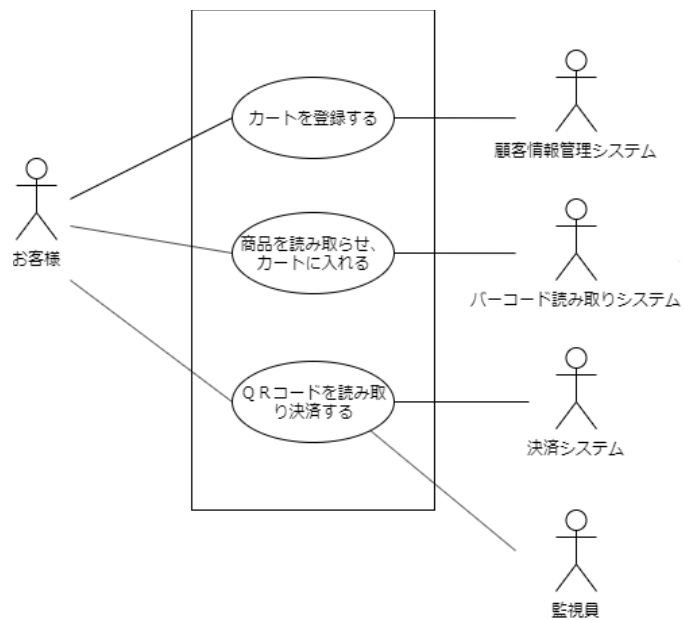 カートを登録する
顧客情報管理システム
お客様
商品を読み取らせ、
カートに入れる
バーコード読み取りシステム
ＱＲコードを読み取
り決済する
決済システム
監視員